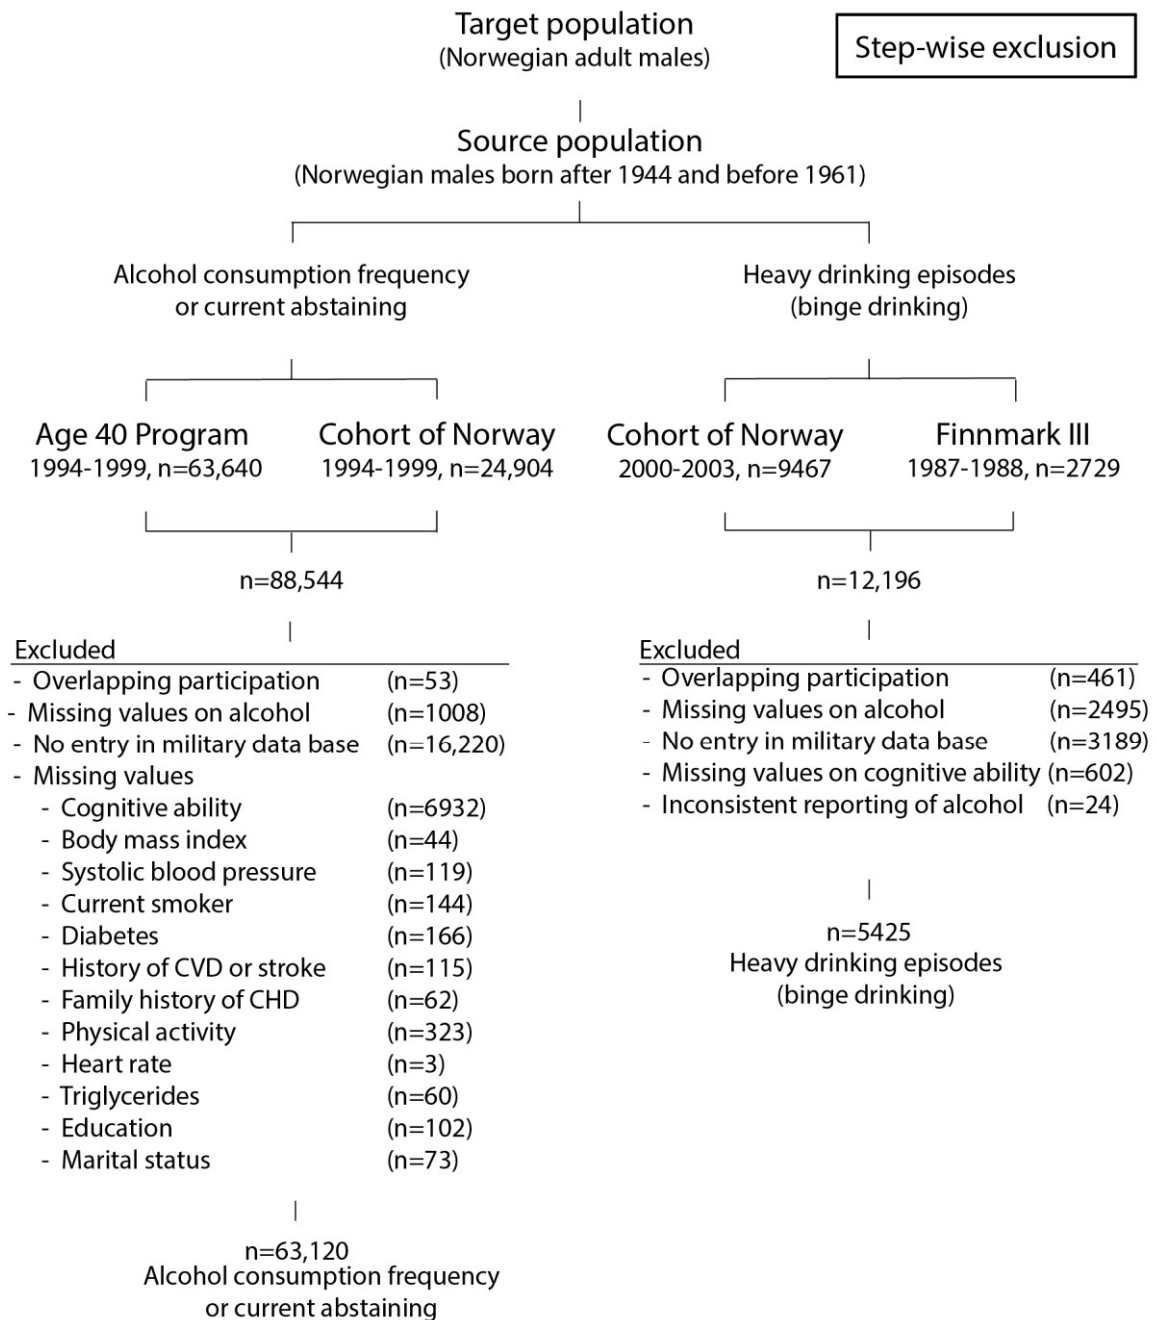 Target population
(Norwegian adult males)
Step-wise exclusion
Source population
(Norwegian males born after 1944 and before 1961)
Alcohol consumption frequency
or current abstaining
Heavy drinking episodes
(binge drinking)
Age 40 Program
1994-1999, n=63,640
Cohort of Norway
1994-1999, n=24,904
Cohort of Norway
2000-2003, n=9467
Finnmark III
1987-1988, n=2729
n=88,544
n=12,196
Excluded
- Overlapping participation (n=53)
- Missing values on alcohol (n=1008)
- No entry in military data base (n=16,220)
- Missing values
- Cognitive ability (n=6932)
- Body mass index (n=44)
- Systolic blood pressure (n=119)
- Current smoker (n=144)
- Diabetes (n=166)
- History of CVD or stroke (n=115)
- Family history of CHD (n=62)
- Physical activity (n=323)
- Heart rate (n=3)
- Triglycerides (n=60)
- Education (n=102)
- Marital status (n=73)
n=63,120
Alcohol consumption frequency
or current abstaining
Excluded
- Overlapping participation (n=461)
- Missing values on alcohol (n=2495)
- No entry in military data base (n=3189)
- Missing values on cognitive ability (n=602)
- Inconsistent reporting of alcohol (n=24)
n=5425
Heavy drinking episodes
(binge drinking)